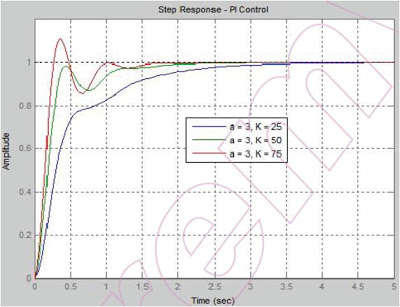 Step Response - PI Control
1
0.8
0.6
0.4
0.2
0
Amplitude
a = 3, K = 25
a = 3, K = 50
a = 3, K = 75
0 0.5 1 1.5 2 2.5 3 3.5 4 4.5 5
Time (sec)